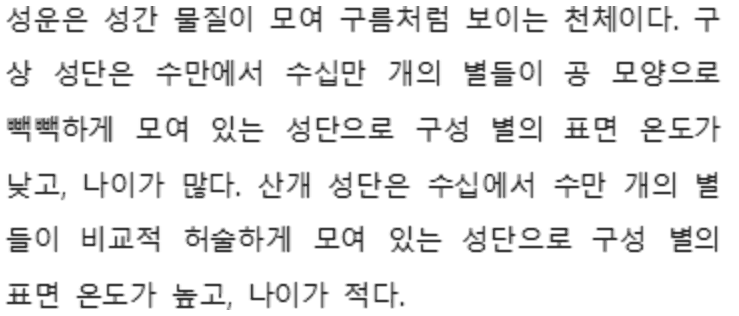 성운은 성간 물질이 모여 구름처럼 보이는 천체이다. 구
상 성단은 수만에서 수십만 개의 별들이 공 모양으로
빽빽하게 모여 있는 성단으로 구성 별의 표면 온도가
낮고, 나이가 많다. 산개 성단은 수십에서 수만 개의 별
들이 비교적 허술하게 모여 있는 성단으로 구성 별의
표면 온도가 높고, 나이가 적다.